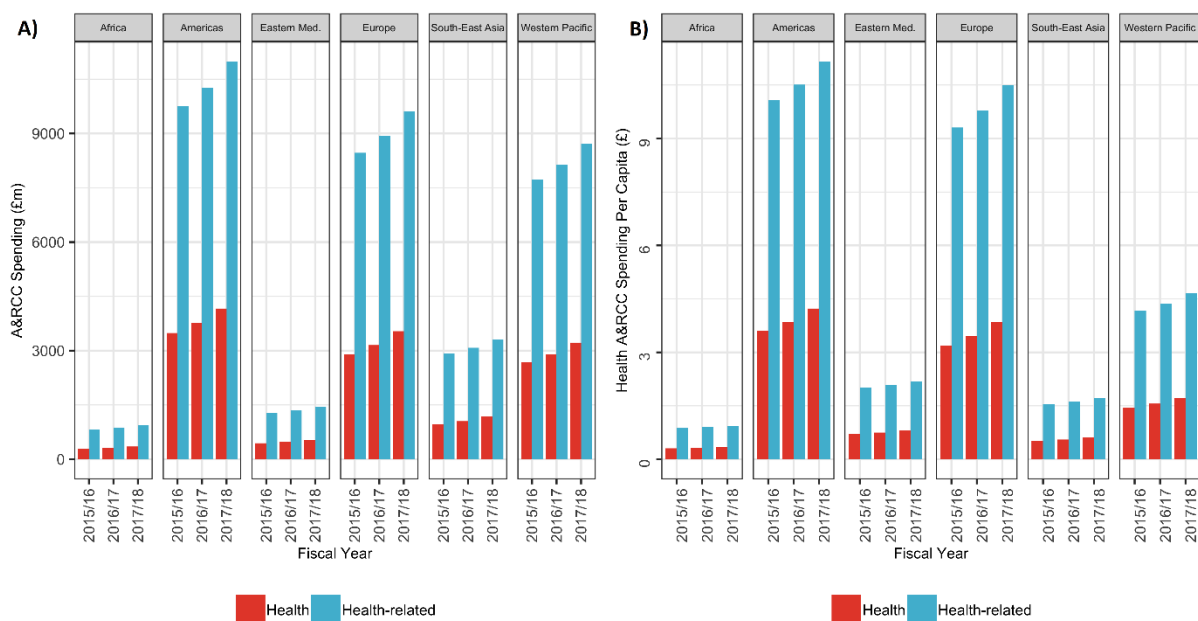 A)
Africa
Americas
Eastern Med.
Europe
South-East Asia
Western Pacific
A&RCC Spending (£m)
9000
6000
3000
0
2015/16 2016/17 2017/18 2015/16 2016/17 2017/18 2015/16 2016/17 2017/18 2015/16 2016/17 2017/18 2015/16 2016/17 2017/18 2015/16 2016/17 2017/18
Fiscal Year
Health Health-related
B)
Africa
Americas
Eastern Med.
Europe
South-East Asia
Western Pacific
Health A&RCC Spending Per Capita (£)
9
6
3
0
2015/16 2016/17 2017/18 2015/16 2016/17 2017/18 2015/16 2016/17 2017/18 2015/16 2016/17 2017/18 2015/16 2016/17 2017/18 2015/16 2016/17 2017/18
Fiscal Year
Health Health-related